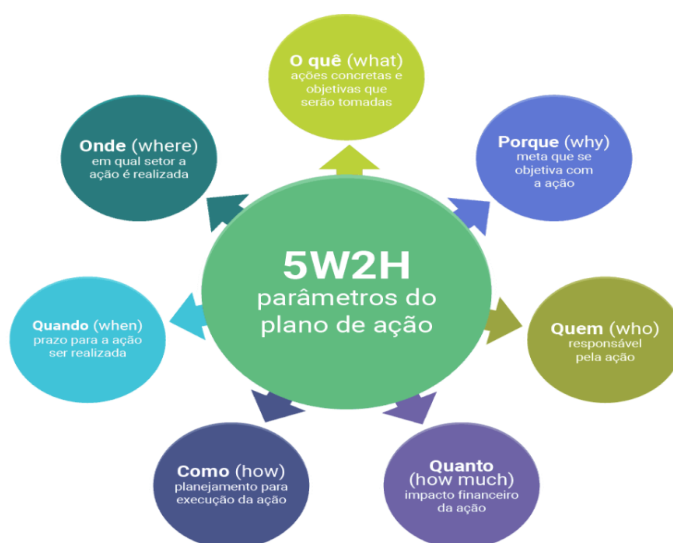 O quê (what)
ações concretas e
objetivas que
serão tomadas
Onde (where)
em qual setor a
ação é realizada
Porque (why)
meta que se
objetiva com
a ação
5W2H
parâmetros do
plano de ação
Quando (when)
prazo para a ação
ser realizada
Quem (who)
responsável
pela ação
Como (how)
planejamento para
execução da ação
Quanto
(how much)
impacto financeiro
da ação